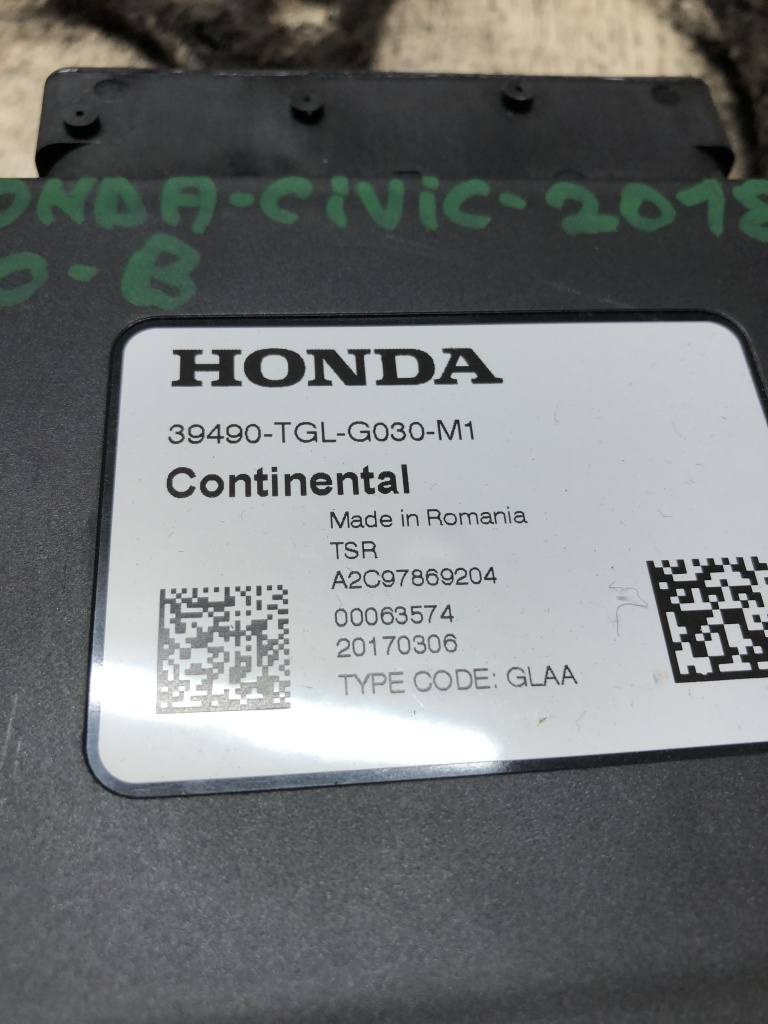 ONDA-CiViC-2018
0-B
HONDA
39490-TGL-G030-M1
Continental
Made in Romania
TSR
A2C97869204
00063574
20170306
TYPE CODE: GLAA